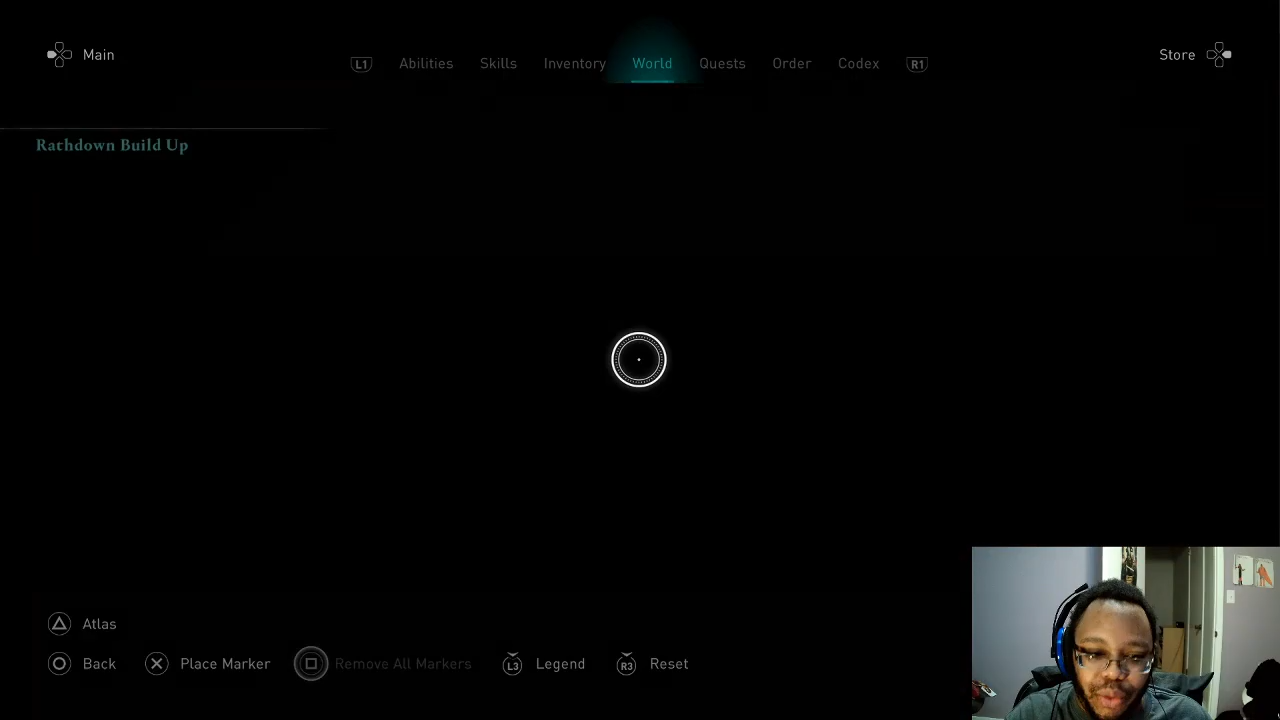 Main
L1 Abilities Skills Inventory World Quests Order Codex R1
Store
Rathdown Build Up
Atlas
Back Place Marker Remove All Markers L3 Legend R3 Reset